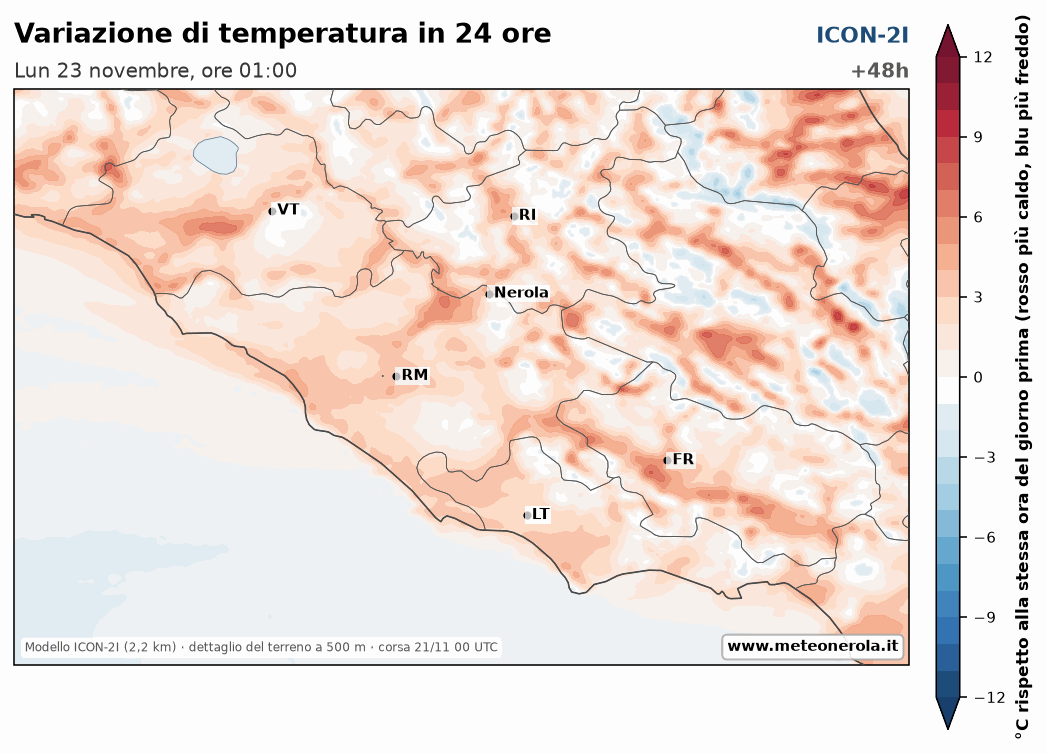 Variazione di temperatura in 24 ore
ICON-2I
Lun 23 novembre, ore 01:00
+48h
VT
RI
Nerola
RM
FR
LT
Modello ICON-2I (2,2 km) · dettaglio del terreno a 500 m · corsa 21/11 00 UTC
www.meteonerola.it
12
9
6
3
0
−3
−6
−9
−12
°C rispetto alla stessa ora del giorno prima (rosso più caldo, blu più freddo)